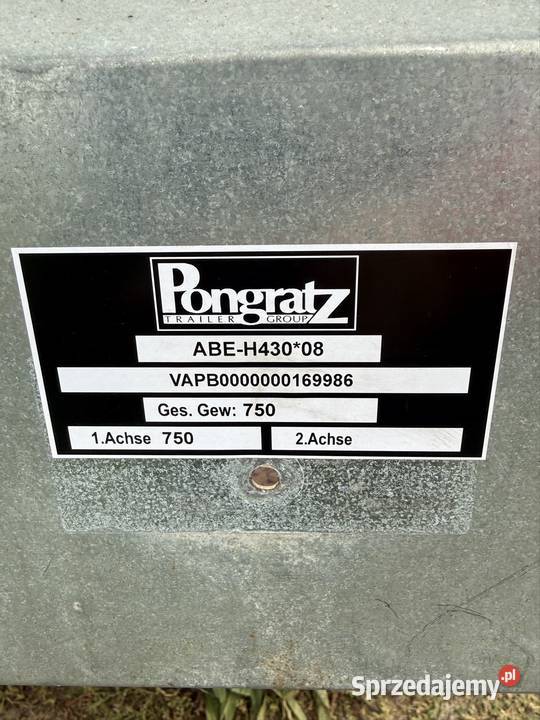 Pongratz
TRAILER GROUP
ABE-H430*08
VAPB0000000169986
Ges. Gew: 750
1.Achse 750 2.Achse
Sprzedajemy.pl